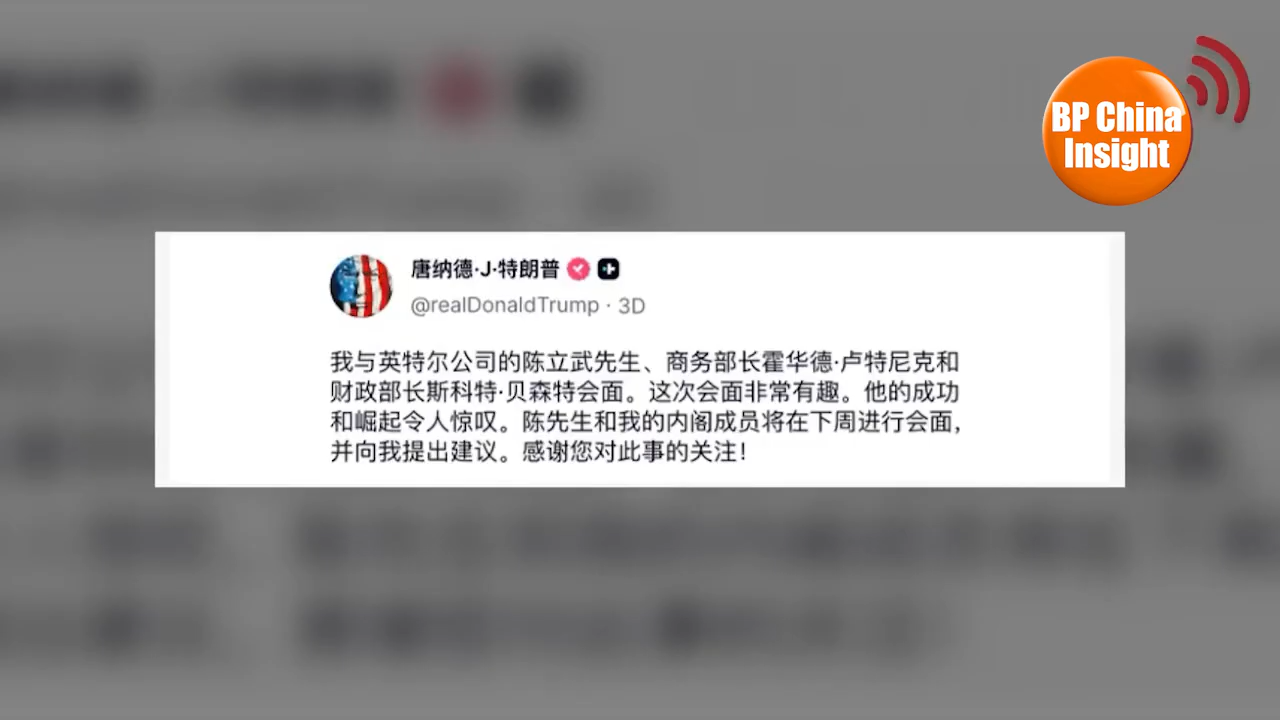 BP China
Insight
唐纳德·J·特朗普
@realDonaldTrump · 3D
我与英特尔公司的陈立武先生、商务部长霍华德·卢特尼克和
财政部长斯科特·贝森特会面。这次会面非常有趣。他的成功
和崛起令人惊叹。陈先生和我的内阁成员将在下周进行会面,
并向我提出建议。感谢您对此事的关注!